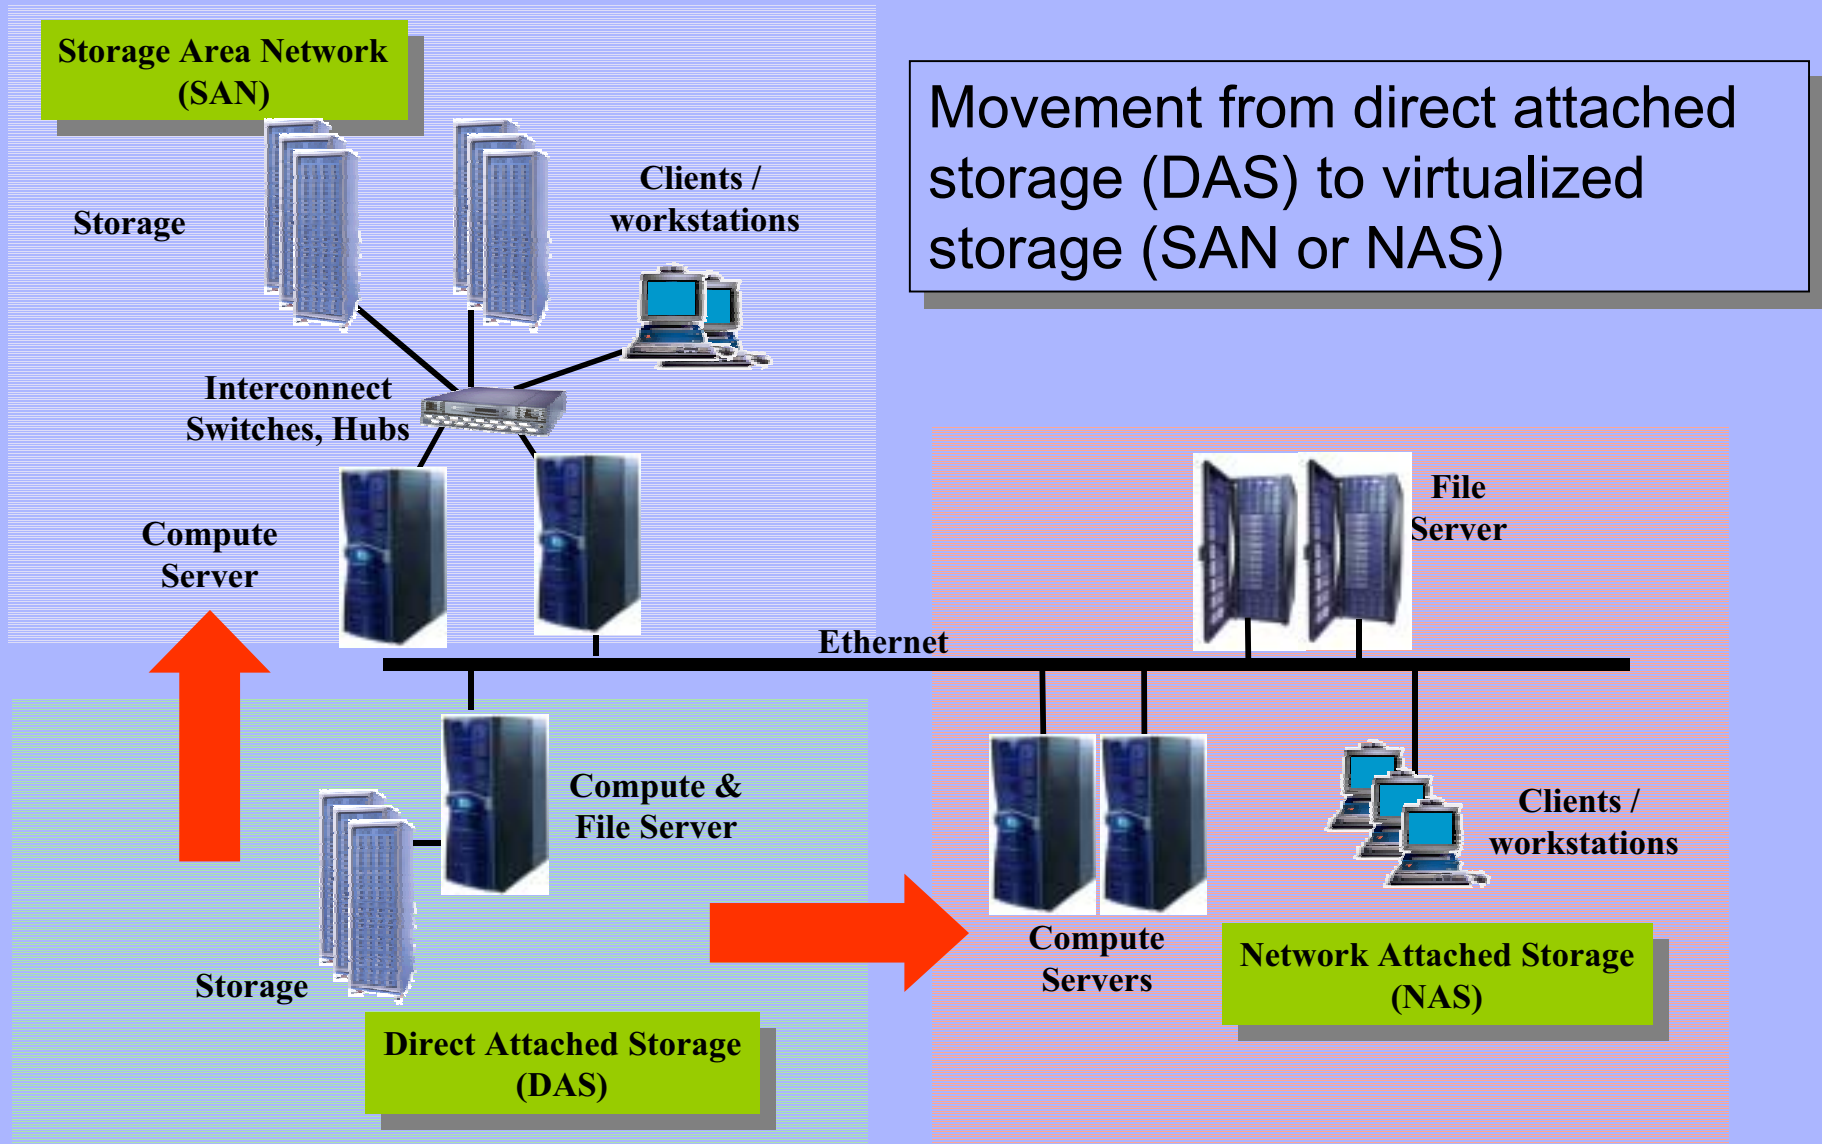 Storage Area Network
(SAN)
Movement from direct attached
storage (DAS) to virtualized
storage (SAN or NAS)
Clients /
workstations
Storage
Interconnect
Switches, Hubs
Compute
Server
File
Server
Ethernet
Compute &
File Server
Clients /
workstations
Storage
Compute
Servers
Network Attached Storage
(NAS)
Direct Attached Storage
(DAS)